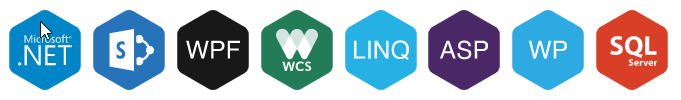 Microsoft®
.NET
S
WPF
WCS
LINQ
ASP
WP
SQL
Server